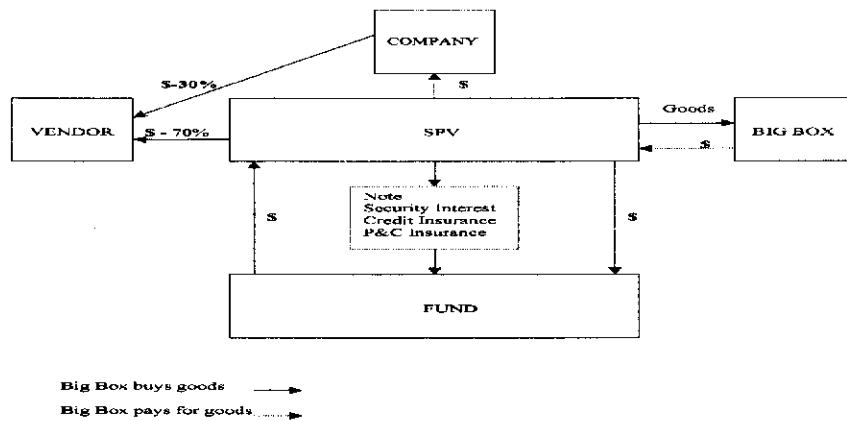 COMPANY
$-30%
$
Goods
VENDOR
$ - 70%
SPV
BIG BOX
$
Note
Security Interest
Credit Insurance
P&C Insurance
$
$
FUND
Big Box buys goods
Big Box pays for goods